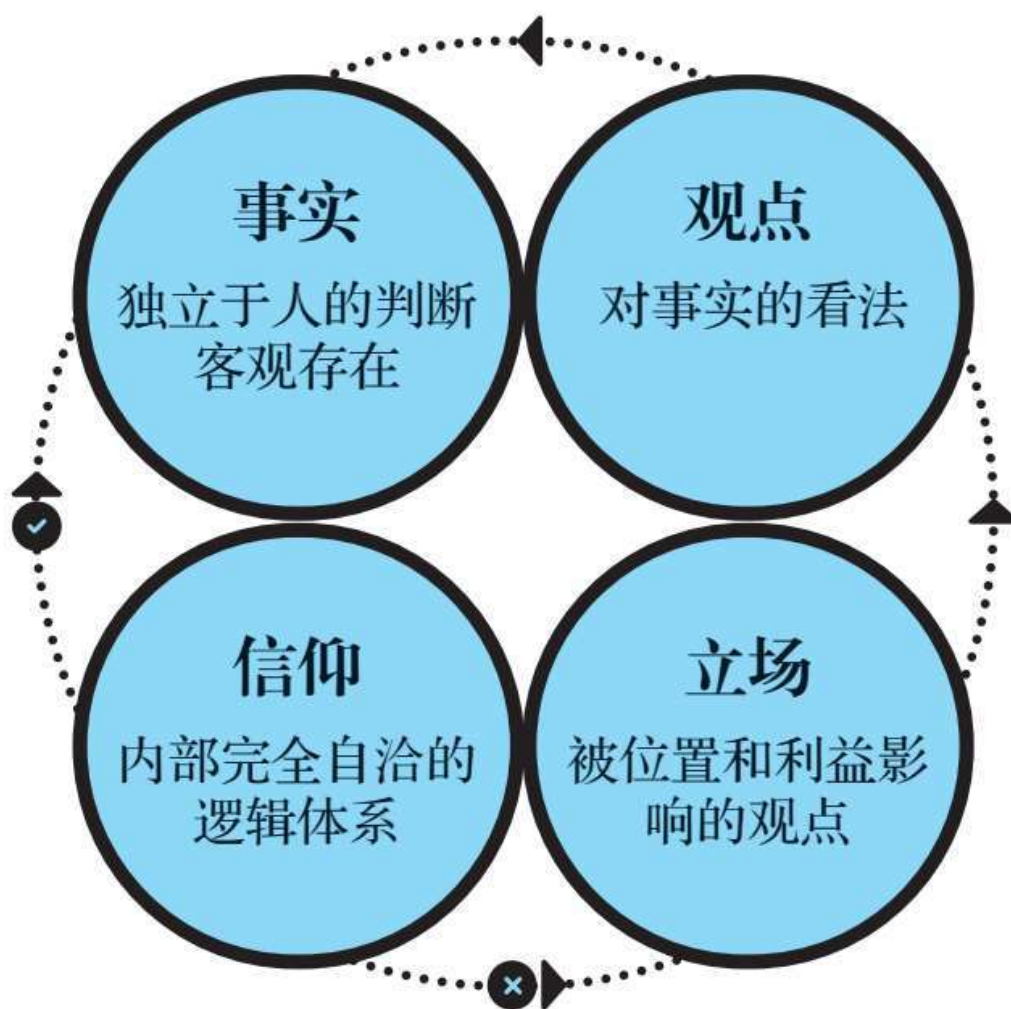 事实
独立于人的判断
客观存在
观点
对事实的看法
信仰
内部完全自洽的
逻辑体系
立场
被位置和利益影
响的观点